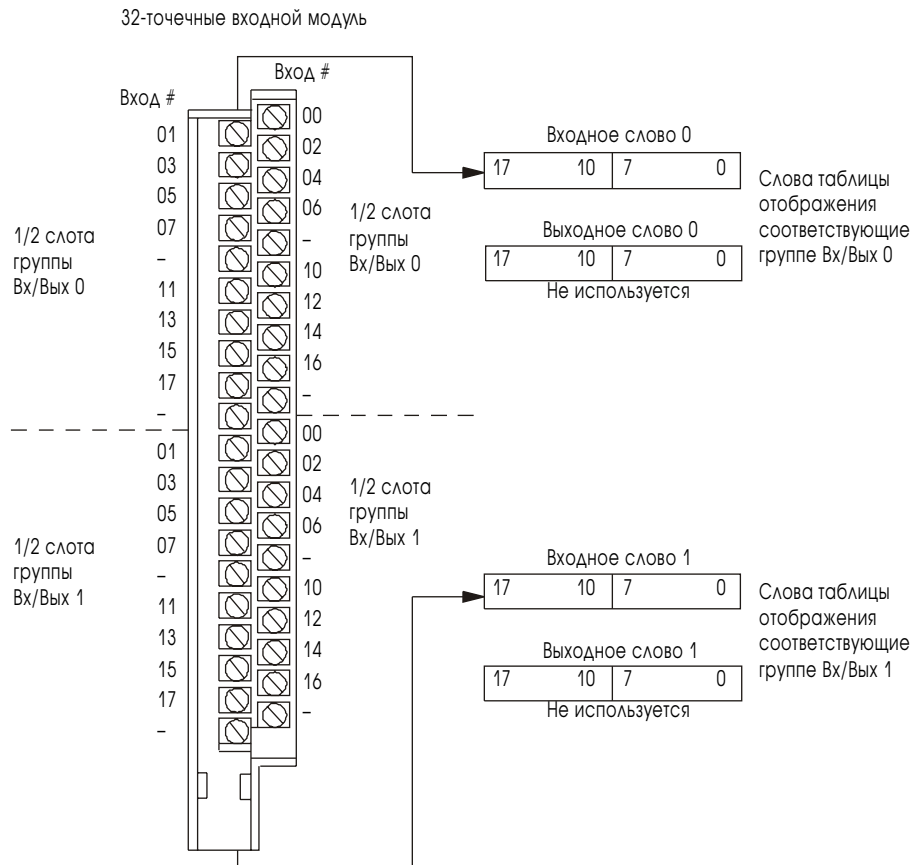 32-точечные входной модуль
Вход #
Вход #
01
03
05
07
–
11
13
15
17
–
01
03
05
07
–
11
13
15
17
–
00
02
04
06
–
10
12
14
16
–
00
02
04
06
–
10
12
14
16
–
1/2 слота
группы
Вх/Вых 0
1/2 слота
группы
Вх/Вых 0
1/2 слота
группы
Вх/Вых 1
1/2 слота
группы
Вх/Вых 1
Входное слово 0
17 10 7 0
Выходное слово 0
17 10 7 0
Не используется
Слова таблицы
отображения
соответствующие
группе Вх/Вых 0
Входное слово 1
17 10 7 0
Выходное слово 1
17 10 7 0
Не используется
Слова таблицы
отображения
соответствующие
группе Вх/Вых 1